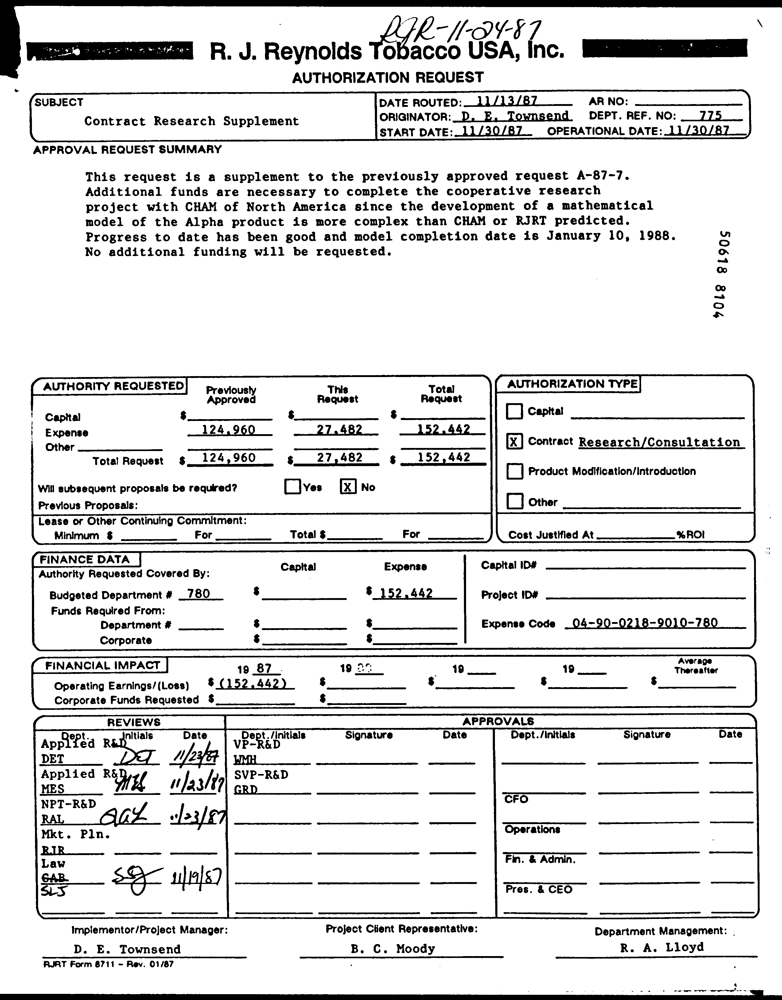 RJR-11-24-87
R. J. Reynolds Tobacco USA, Inc.
AUTHORIZATION REQUEST
SUBJECT
Contract Research Supplement
DATE ROUTED: 11/13/87 AR NO:
ORIGINATOR: D. E. Townsend DEPT. REF. NO: 775
START DATE: 11/30/87 OPERATIONAL DATE: 11/30/87
APPROVAL REQUEST SUMMARY
This request is a supplement to the previously approved request A-87-7.
Additional funds are necessary to complete the cooperative research
project with CHAM of North America since the development of a mathematical
model of the Alpha product is more complex than CHAM or RJRT predicted.
Progress to date has been good and model completion date is January 10, 1988.
No additional funding will be requested.
50618 8104
AUTHORITY REQUESTED Previously Approved This Request Total Request
Capital $ $ $
Expense 124,960 27,482 152,442
Other
Total Request $ 124,960 $ 27,482 $ 152,442
Will subsequent proposals be required? Yes X No
Previous Proposals:
Lease or Other Continuing Commitment:
Minimum $ For Total $ For
AUTHORIZATION TYPE
Capital
X Contract Research/Consultation
Product Modification/Introduction
Other
Cost Justified At %ROI
FINANCE DATA
Authority Requested Covered By: Capital Expense
Budgeted Department # 780 $ $ 152,442
Funds Required From:
Department # $ $
Corporate $ $
Capital ID#
Project ID#
Expense Code 04-90-0218-9010-780
FINANCIAL IMPACT 19 87 19 19 19 Average Thereafter
Operating Earnings/(Loss) $ (152,442) $ $ $ $
Corporate Funds Requested $
REVIEWS
Dept. Initials Date
Applied R&D
DET DET 11/23/87
Applied R&D
MES MES 11/23/87
NPT-R&D
RAL RAL 11/23/87
Mkt. Pln.
RJR
Law
GAB
SLJ 11/19/87
APPROVALS
Dept./Initials Signature Date Dept./Initials Signature Date
VP-R&D
WMH
SVP-R&D
GRD
CFO
Operations
Fin. & Admin.
Pres. & CEO
Implementor/Project Manager: Project Client Representative: Department Management:
D. E. Townsend B. C. Moody R. A. Lloyd
RJRT Form 8711 - Rev. 01/87